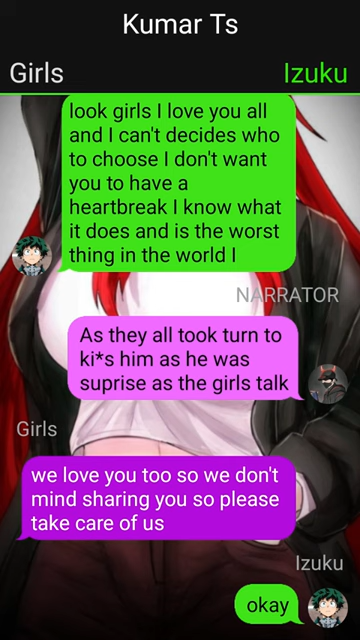 Kumar Ts
Girls
Izuku
look girls I love you all
and I can't decides who
to choose I don't want
you to have a
heartbreak I know what
it does and is the worst
thing in the world I
NARRATOR
As they all took turn to
ki*s him as he was
suprise as the girls talk
Girls
we love you too so we don't
mind sharing you so please
take care of us
Izuku
okay